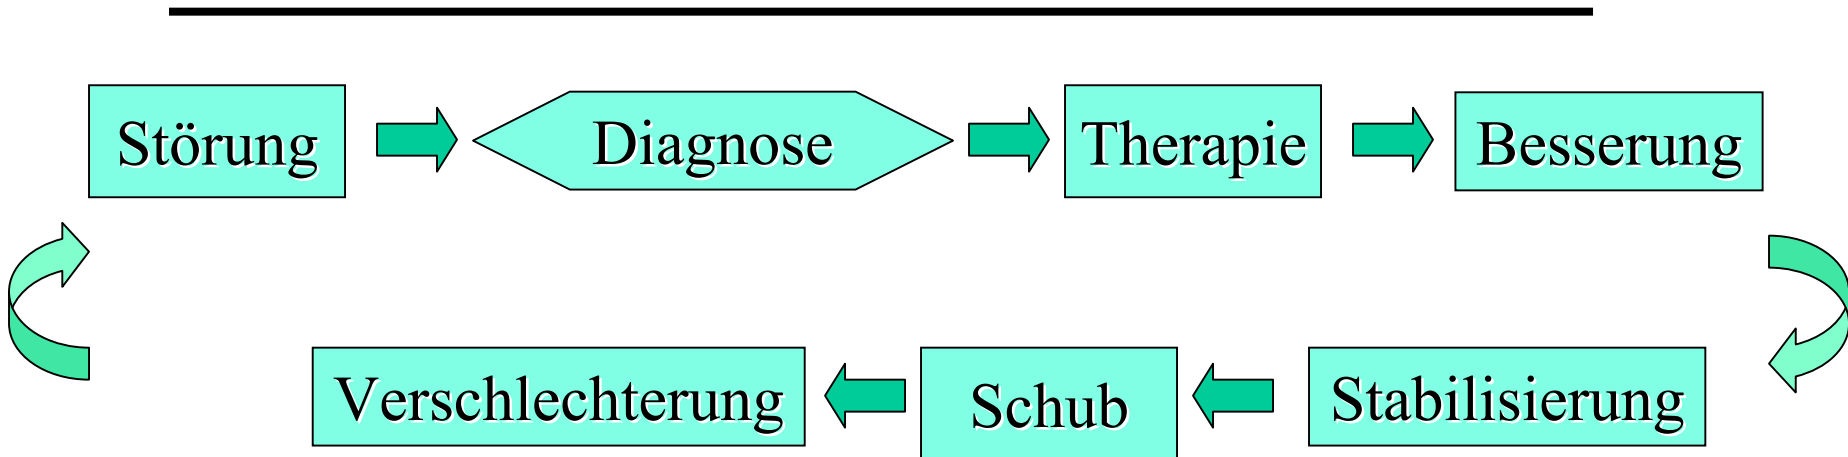 Störung Diagnose Therapie Besserung
Verschlechterung Schub Stabilisierung